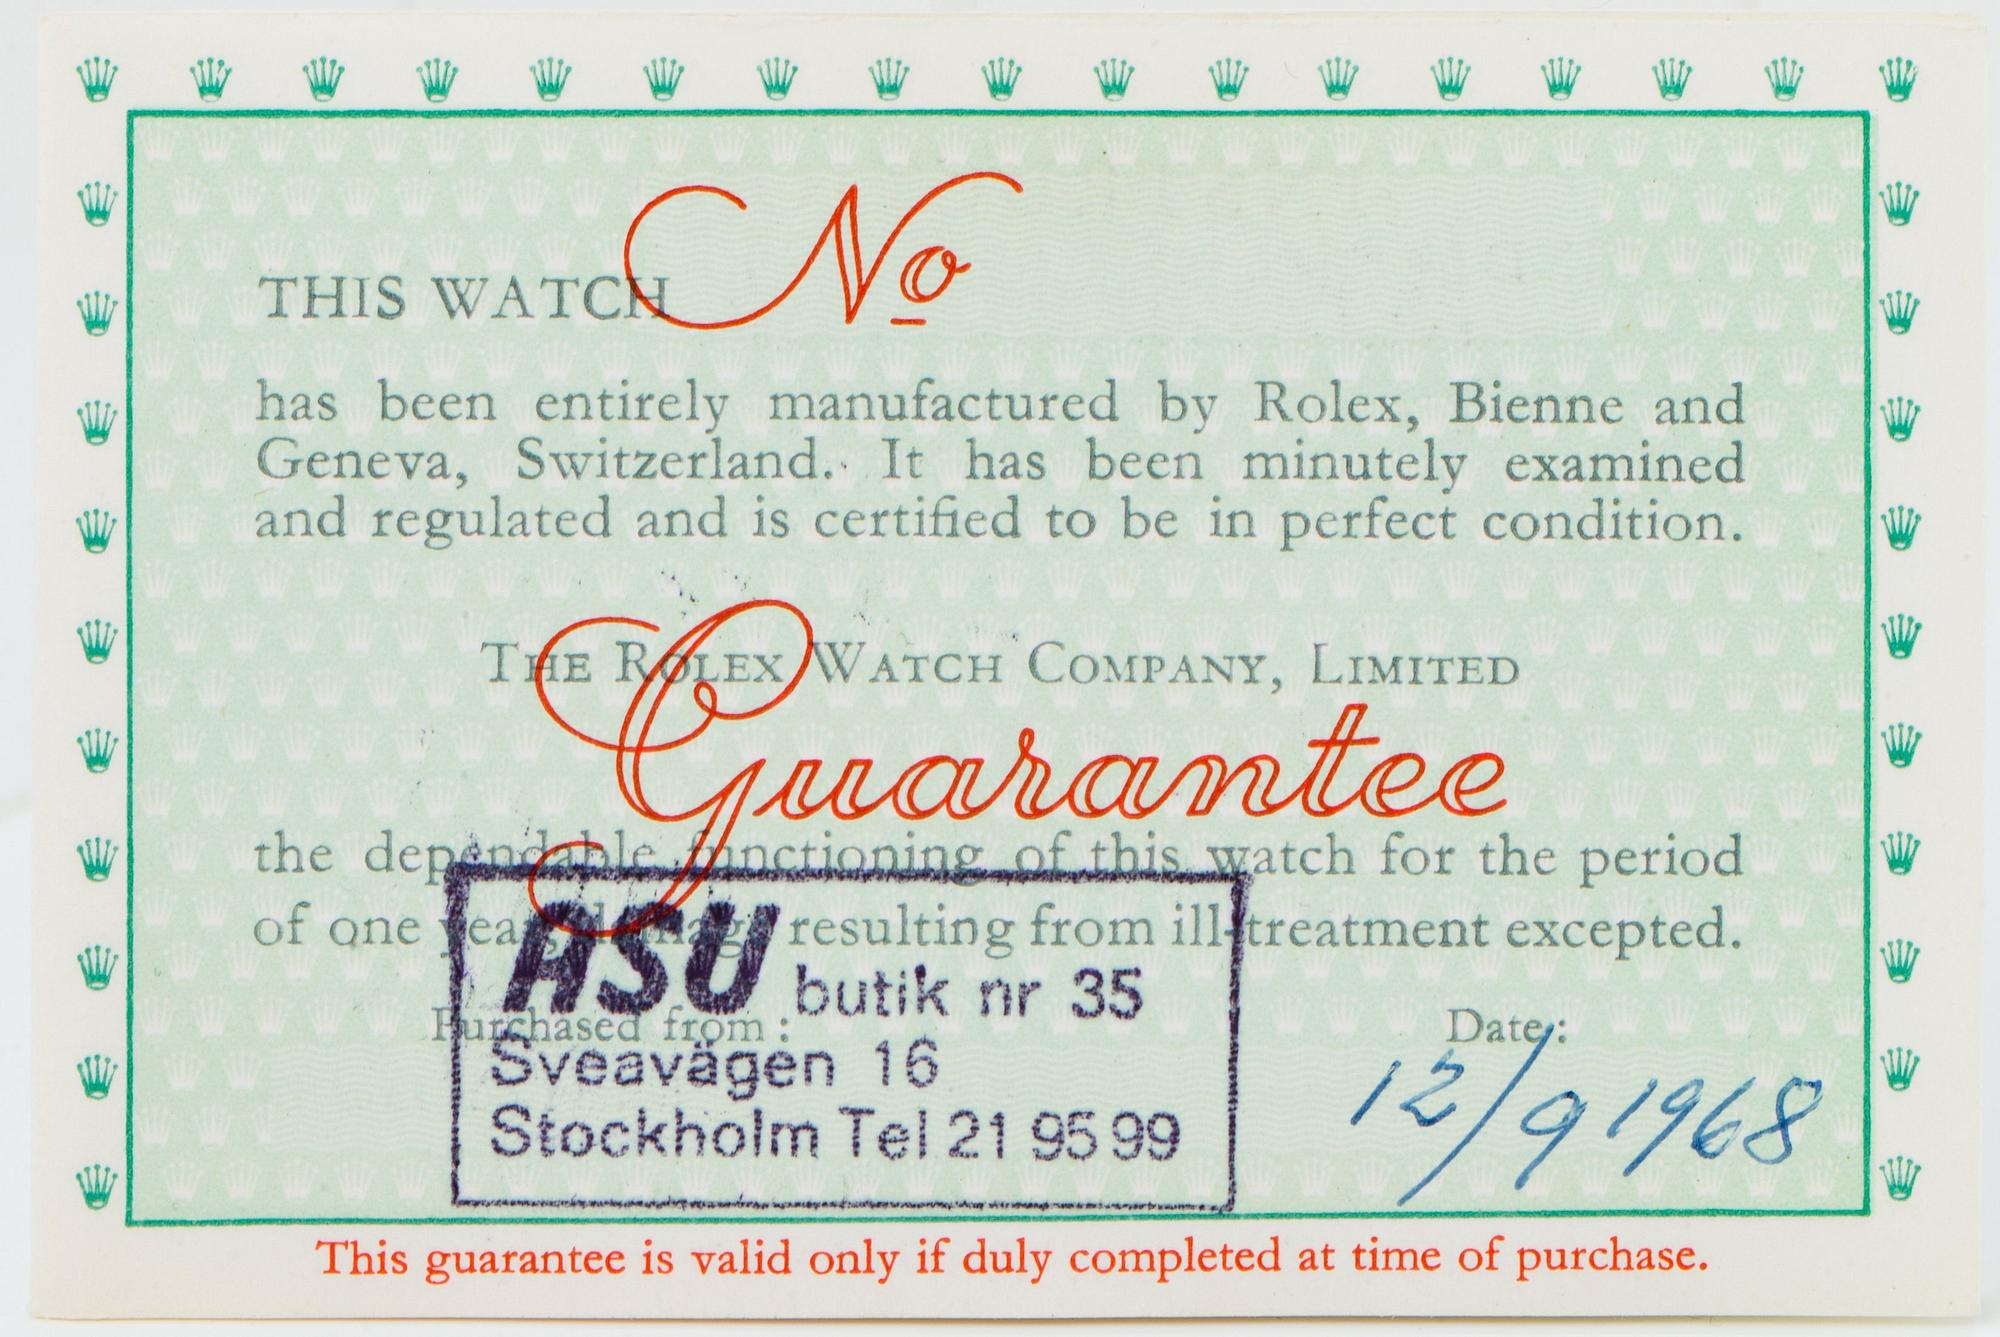 THIS WATCH No
has been entirely manufactured by Rolex, Bienne and
Geneva, Switzerland. It has been minutely examined
and regulated and is certified to be in perfect condition.
THE ROLEX WATCH COMPANY, LIMITED
Guarantee
the dependable functioning of this watch for the period
of one year, damage resulting from ill-treatment excepted.
Purchased from :
Date :
ASU butik nr 35
Sveavägen 16
Stockholm Tel 21 95 99
12/9 1968
This guarantee is valid only if duly completed at time of purchase.